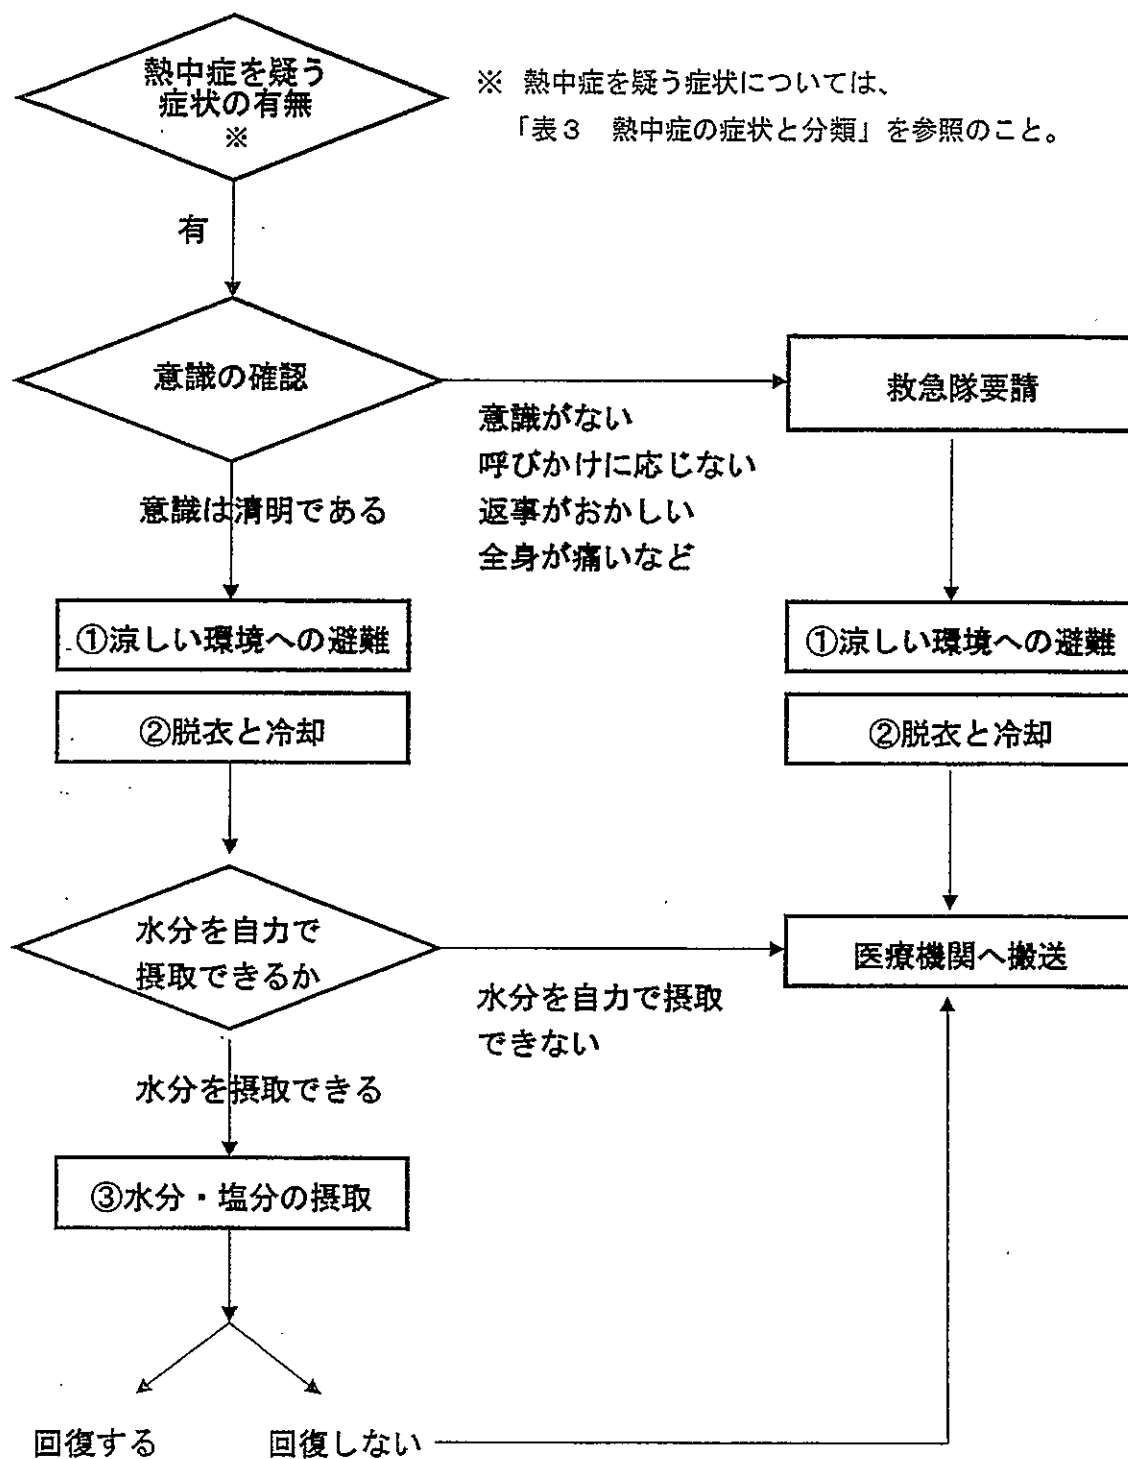 熱中症を疑う
症状の有無
※
※ 熱中症を疑う症状については、
「表3 熱中症の症状と分類」を参照のこと。
有
意識の確認
救急隊要請
意識がない
呼びかけに応じない
返事がおかしい
全身が痛いなど
意識は清明である
①涼しい環境への避難
①涼しい環境への避難
②脱衣と冷却
②脱衣と冷却
水分を自力で
摂取できるか
医療機関へ搬送
水分を自力で摂取
できない
水分を摂取できる
③水分・塩分の摂取
回復する
回復しない